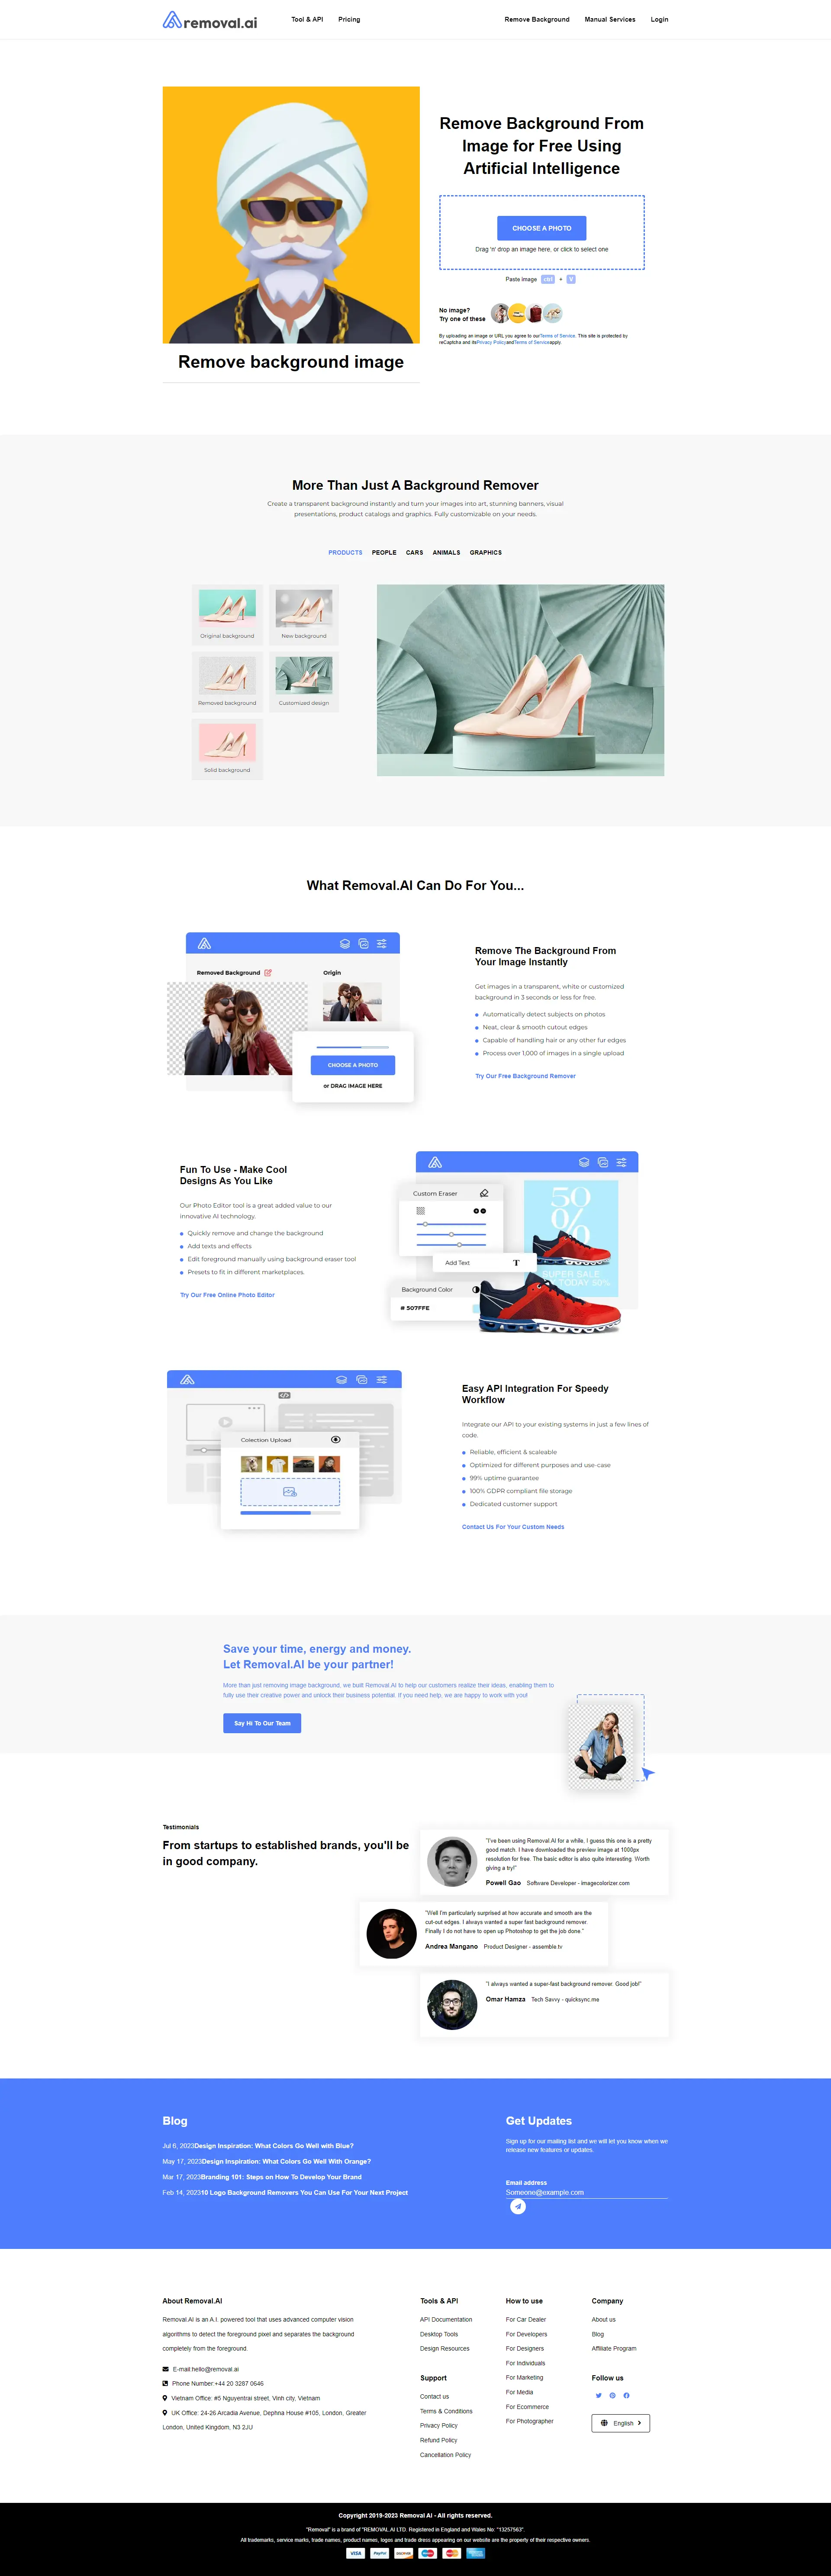 removal.ai
Tool & API
Pricing
Remove Background
Manual Services
Login
Remove Background From
Image for Free Using
Artificial Intelligence
CHOOSE A PHOTO
Drag 'n' drop an image here, or click to select one
Paste image ctrl + V
No image?
Try one of these
By uploading an image or URL you agree to ourTerms of Service. This site is protected by
reCaptcha and itsPrivacy PolicyandTerms of Serviceapply
Remove background image
More Than Just A Background Remover
Create a transparent background instantly and turn your images into art, stunning banners, visual
presentations, product catalogs and graphics. Fully customizable on your needs.
PRODUCTS
PEOPLE
CARS
ANIMALS
GRAPHICS
Original background
New background
Removed background
Customized design
Solid background
What Removal.AI Can Do For You...
Removed Background
Origin
CHOOSE A PHOTO
or DRAG IMAGE HERE
Remove The Background From
Your Image Instantly
Get images in a transparent, white or customized
background in 3 seconds or less for free.
Automatically detect subjects on photos
Neat, clear & smooth cutout edges
Capable of handling hair or any other fur edges
Process over 1,000 of images in a single upload
Try Our Free Background Remover
Fun To Use - Make Cool
Designs As You Like
Our Photo Editor tool is a great added value to our
innovative AI technology.
Quickly remove and change the background
Add texts and effects
Edit foreground manually using background eraser tool
Presets to fit in different marketplaces.
Try Our Free Online Photo Editor
Custom Eraser
Add Text
T
Background Color
# 507FFE
50
%
SUPER SALE
TODAY 50%
</> 
Colection Upload
Easy API Integration For Speedy
Workflow
Integrate our API to your existing systems in just a few lines of
code.
Reliable, efficient & scaleable
Optimized for different purposes and use-case
99% uptime guarantee
100% GDPR compliant file storage
Dedicated customer support
Contact Us For Your Custom Needs
Save your time, energy and money.
Let Removal.AI be your partner!
More than just removing image background, we built Removal.AI to help our customers realize their ideas, enabling them to
fully use their creative power and unlock their business potential. If you need help, we are happy to work with you!
Say Hi To Our Team
Testimonials
From startups to established brands, you'll be
in good company.
"I've been using Removal.AI for a while, I guess this one is a pretty
good match. I have downloaded the preview image at 1000px
resolution for free. The basic editor is also quite interesting. Worth
giving a try!"
Powell Gao Software Developer - imagecolorizer.com
"Well I'm particularly surprised at how accurate and smooth are the
cut-out edges. I always wanted a super fast background remover.
Finally I do not have to open up Photoshop to get the job done."
Andrea Mangano Product Designer - assemble.tv
"I always wanted a super-fast background remover. Good job!"
Omar Hamza Tech Savvy - quicksync.me
Blog
Jul 6, 2023Design Inspiration: What Colors Go Well with Blue?
May 17, 2023Design Inspiration: What Colors Go Well With Orange?
Mar 17, 2023Branding 101: Steps on How To Develop Your Brand
Feb 14, 202310 Logo Background Removers You Can Use For Your Next Project
Get Updates
Sign up for our mailing list and we will let you know when we
release new features or updates.
Email address
Someone@example.com
About Removal.AI
Removal.AI is an A.I. powered tool that uses advanced computer vision
algorithms to detect the foreground pixel and separates the background
completely from the foreground.
E-mail:hello@removal.ai
Phone Number:+44 20 3287 0646
Vietnam Office: #5 Nguyentrai street, Vinh city, Vietnam
UK Office: 24-26 Arcadia Avenue, Dephna House #105, London, Greater
London, United Kingdom, N3 2JU
Tools & API
API Documentation
Desktop Tools
Design Resources
Support
Contact us
Terms & Conditions
Privacy Policy
Refund Policy
Cancellation Policy
How to use
For Car Dealer
For Developers
For Designers
For Individuals
For Marketing
For Media
For Ecommerce
For Photographer
Company
About us
Blog
Affiliate Program
Follow us
English
Copyright 2019-2023 Removal AI - All rights reserved.
"Removal" is a brand of "REMOVAL.AI LTD. Registered in England and Wales No: "13257563".
All trademarks, service marks, trade names, product names, logos and trade dress appearing on our website are the property of their respective owners.
VISA
PayPal